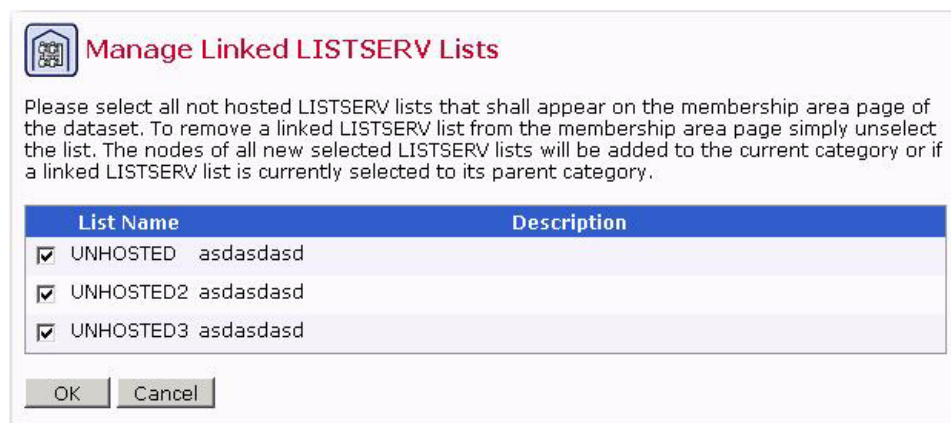 Manage Linked LISTSERV Lists
Please select all not hosted LISTSERV lists that shall appear on the membership area page of
the dataset. To remove a linked LISTSERV list from the membership area page simply unselect
the list. The nodes of all new selected LISTSERV lists will be added to the current category or if
a linked LISTSERV list is currently selected to its parent category.
List Name Description
UNHOSTED asdasdasd
UNHOSTED2 asdasdasd
UNHOSTED3 asdasdasd
OK Cancel